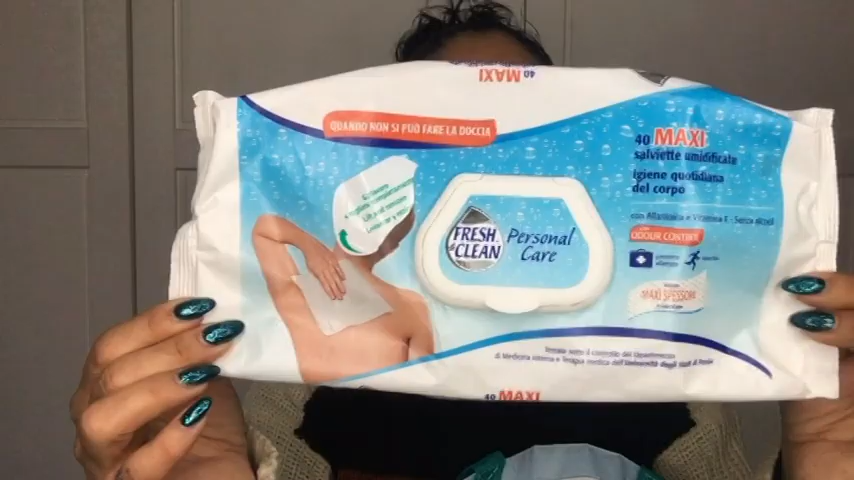 40 MAXI
QUANDO NON SI PUÒ FARE LA DOCCIA
40 MAXI
salviette umidificate
igiene quotidiana
del corpo
con Allantoina e Vitamina E - Senza alcool
con
ODOUR CONTROL
FRESH
& CLEAN
Personal
Care
MAXI SPESSORE
Testato sotto il controllo del Dipartimento
di Medicina interna e Terapia medica dell'Università degli Studi di Pavia
40 MAXI